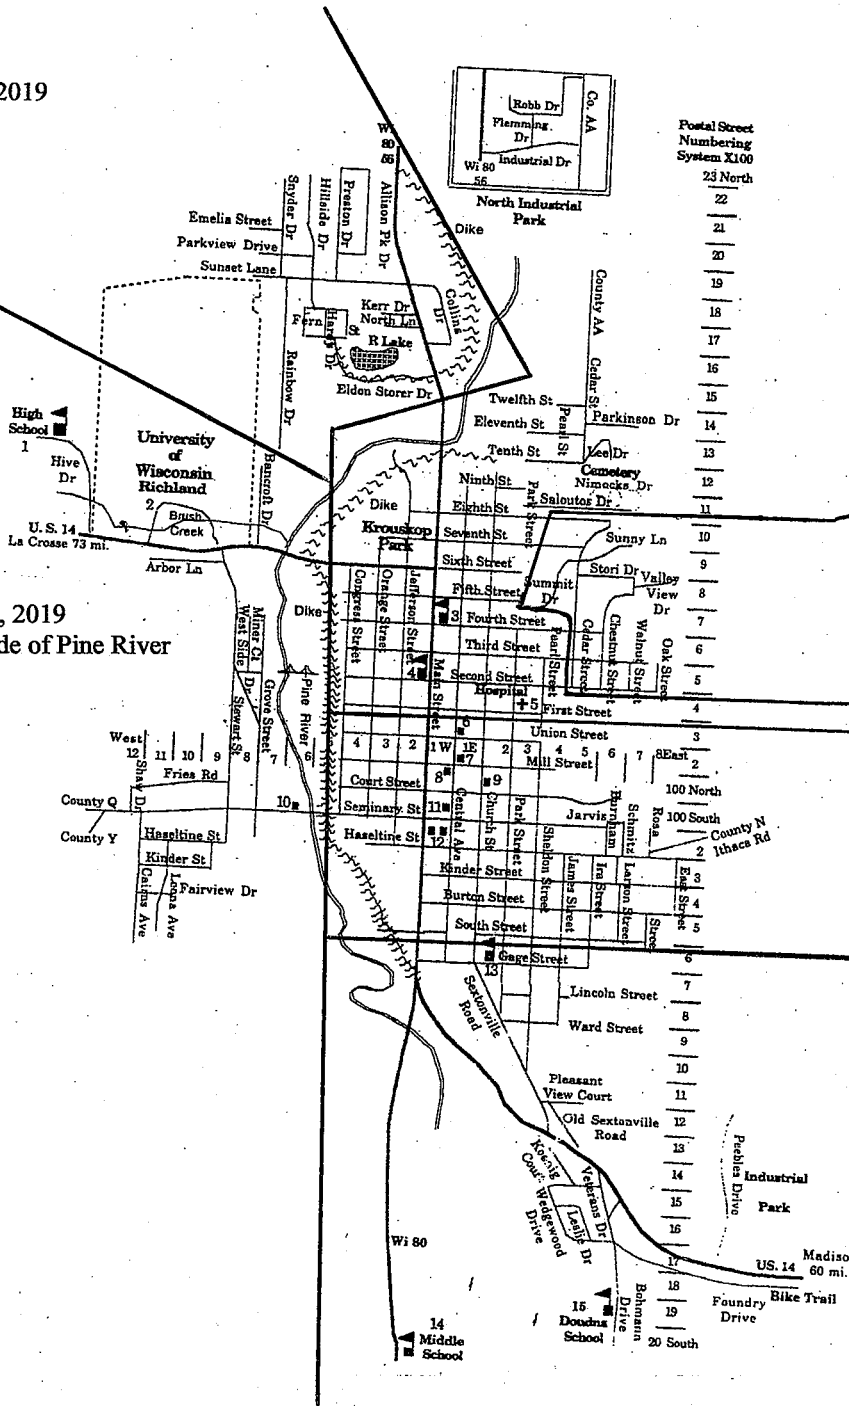 2019
Wi
80
56
Robb Dr
Flemming
Dr
Co. AA
Industrial Dr
Wi 80
56
North Industrial
Park
Postal Street
Numbering
System X100
23 North
22
21
20
19
18
17
16
15
14
13
12
11
10
9
8
7
6
5
4
3
2
100 North
100 South
2
3
4
5
6
7
8
9
10
11
12
13
14
15
16
17
18
19
20 South
Snyder Dr
Hillside Dr
Preston Dr
Allison Pk Dr
Emelia Street
Parkview Drive
Sunset Lane
Dike
Collins
Dr
Kerr Dr
North Ln
Fern
St
Hardy Dr
R Lake
Eldon Storer Dr
Rainbow Dr
County AA
Cedar St
Twelfth St
Eleventh St
Pearl St
Parkinson Dr
Tenth St
Lee Dr
Cemetery
Nimocks Dr
Ninth St
Park Street
Saloutos Dr
Eighth St
High
School
1
Hive
Dr
University
of
Wisconsin
Richland
2
Brush
Creek
Bancroft Dr
U. S. 14
La Crosse 73 mi.
Arbor Ln
Dike
Krouskop
Park
Seventh St
Sixth Street
Sunny Ln
Stori Dr
Valley
View
Dr
Fifth Street
Summit
Dr
, 2019
de of Pine River
Dike
Congress Street
Orange Street
Jefferson Street
3
Fourth Street
Third Street
Pearl Street
Cedar Street
Chestnut Street
Walnut Street
Oak Street
4
Main Street
Second Street
Hospital
5
First Street
Miner Ct
West Side
Dr
Grove Street
Stewart St
Pine River
6
Union Street
West
12
11
10
9
8
7
6
4
3
2
1 W
1E
2
3
4
5
6
7
8East
7
Mill Street
Fries Rd
Shaw Dr
Court Street
8
9
County Q
10
Seminary St
11
Central Ave
Church St
Park Street
Jarvis
Burnham
Schmitz
Rosa
County N
Ithaca Rd
County Y
Haseltine St
Haseltine St
12
Sheldon Street
Kinder St
Kinder Street
James Street
Ira Street
Larson Street
East Street
Fairview Dr
Cairns Ave
Leona Ave
Burton Street
South Street
Street
Gage Street
13
Sextonville
Road
Lincoln Street
Ward Street
Pleasant
View Court
Old Sextonville
Road
Koenig
Court
Wedgewood
Drive
Veterans Dr
Leslie Dr
Peebles Drive
Industrial
Park
Wi 80
US. 14
Madiso
60 mi.
Bike Trail
Foundry
Drive
Bohmann
Drive
14
Middle
School
15
Doudna
School